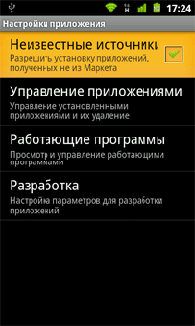 17:24
Настройки приложения
Неизвестные источники
Разрешить установку приложений,
полученных не из Маркета
Управление приложениями
Управление установленными
приложениями и их удаление
Работающие программы
Просмотр и управление работающими
программами
Разработка
Настройка параметров для разработки
приложений